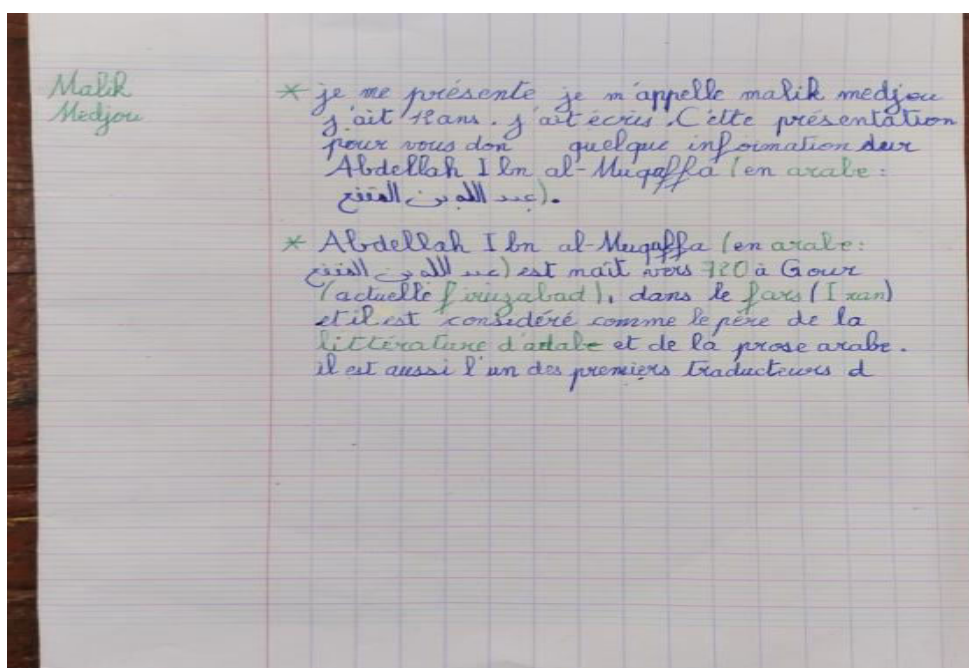 Malik
Medjou
* je me présente je m'appelle malik medjou
j'ait 12 ans. j'ait écris. Cette présentation
pour vous don quelque information sur
Abdellah Ibn al-Muqaffa (en arabe :
عبد الله بن المقفع).
* Abdellah Ibn al-Muqaffa (en arabe :
عبد الله بن المقفع) est naît vers 720 à Gour
(actuelle firuzabad), dans le fars (Iran)
et il est considéré comme le père de la
littérature d'adab et de la prose arabe.
il est aussi l'un des premiers traducteurs d